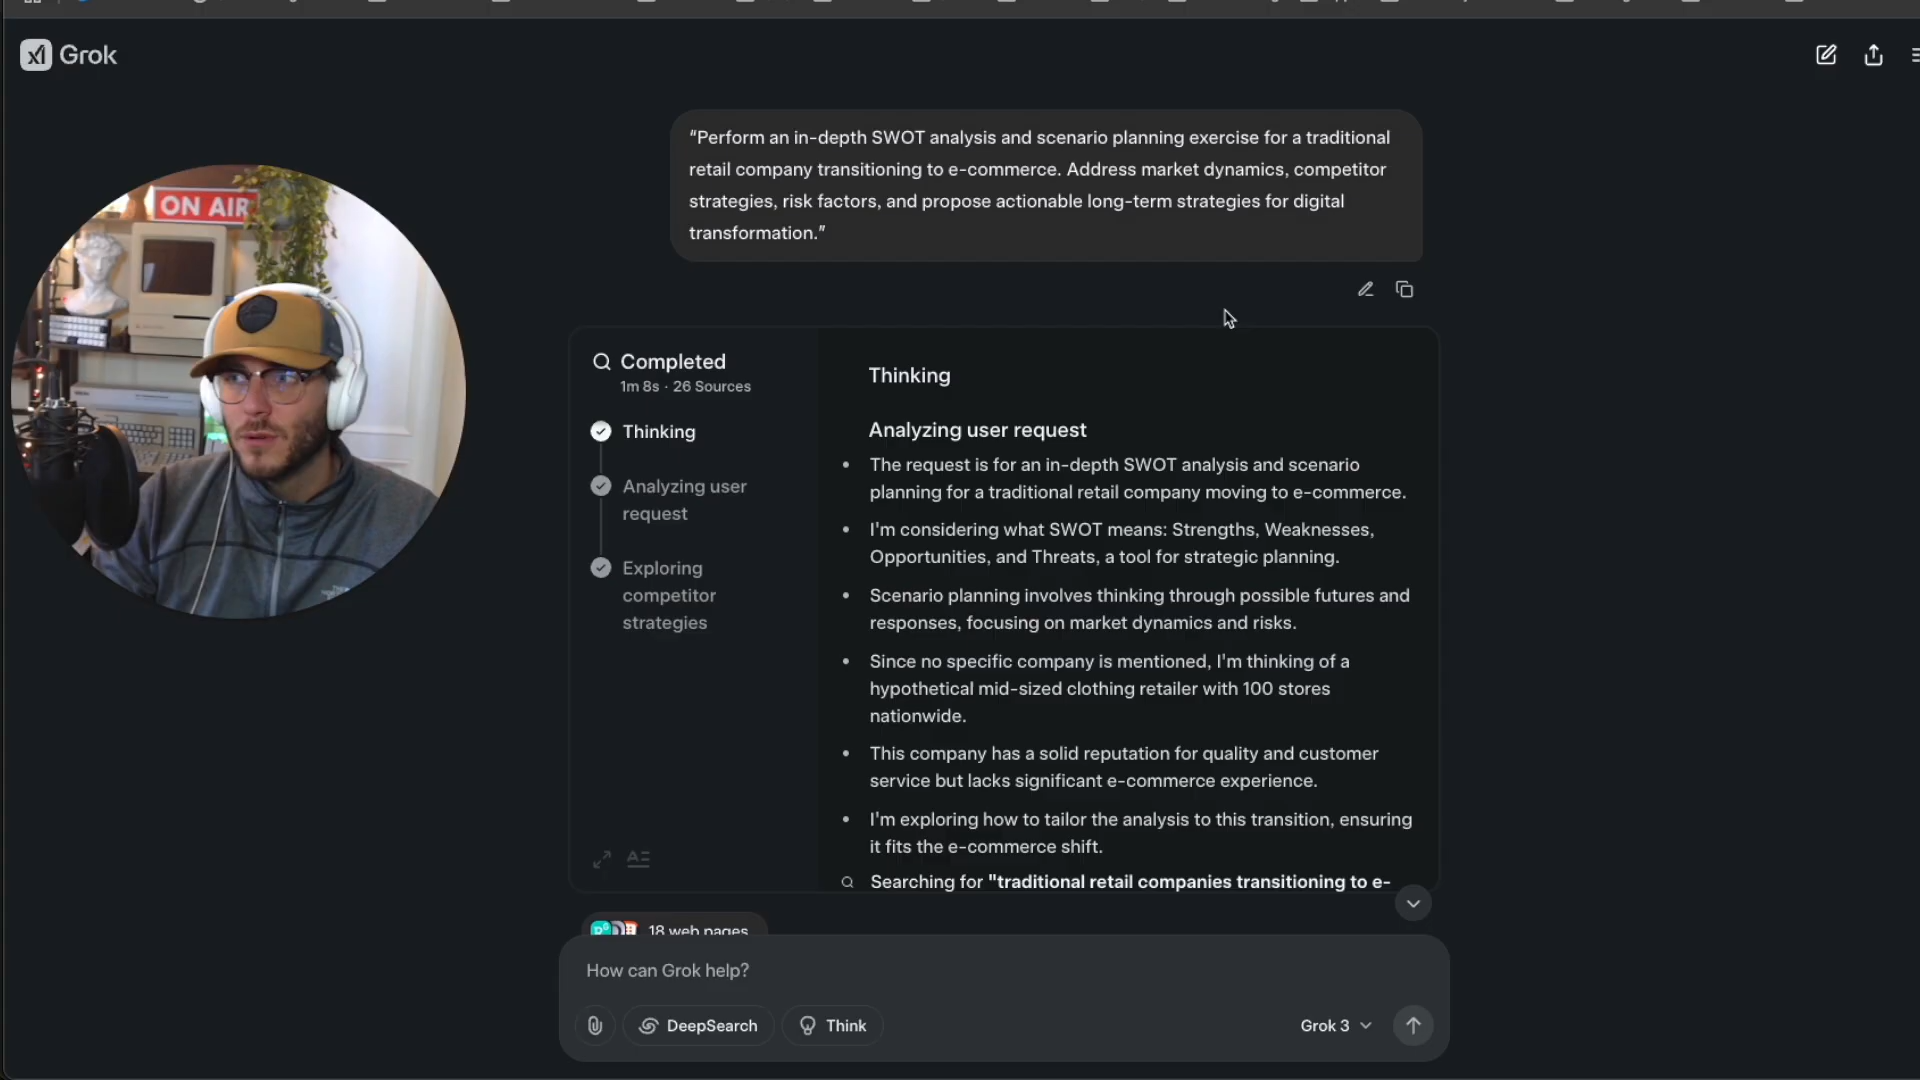 Grok
"Perform an in-depth SWOT analysis and scenario planning exercise for a traditional
retail company transitioning to e-commerce. Address market dynamics, competitor
strategies, risk factors, and propose actionable long-term strategies for digital
transformation."
ON AIR
Completed
1m 8s · 26 Sources
Thinking
Analyzing user
request
Exploring
competitor
strategies
Thinking
Analyzing user request
• The request is for an in-depth SWOT analysis and scenario
planning for a traditional retail company moving to e-commerce.
• I'm considering what SWOT means: Strengths, Weaknesses,
Opportunities, and Threats, a tool for strategic planning.
• Scenario planning involves thinking through possible futures and
responses, focusing on market dynamics and risks.
• Since no specific company is mentioned, I'm thinking of a
hypothetical mid-sized clothing retailer with 100 stores
nationwide.
• This company has a solid reputation for quality and customer
service but lacks significant e-commerce experience.
• I'm exploring how to tailor the analysis to this transition, ensuring
it fits the e-commerce shift.
Searching for "traditional retail companies transitioning to e-
18 web pages
How can Grok help?
DeepSearch
Think
Grok 3